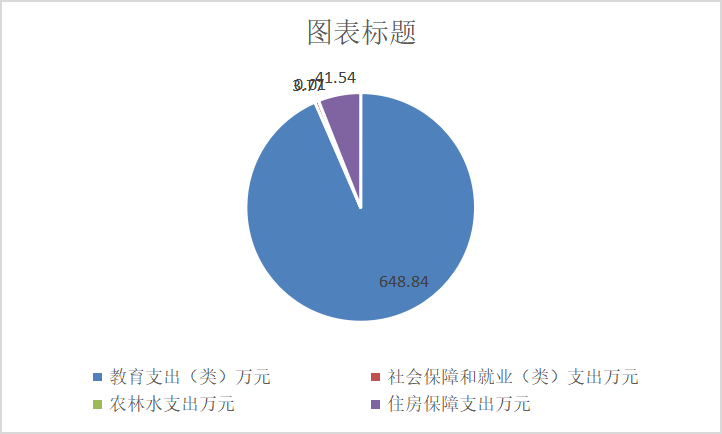 图表标题
41.54
648.84
教育支出（类）万元
社会保障和就业（类）支出万元
农林水支出万元
住房保障支出万元